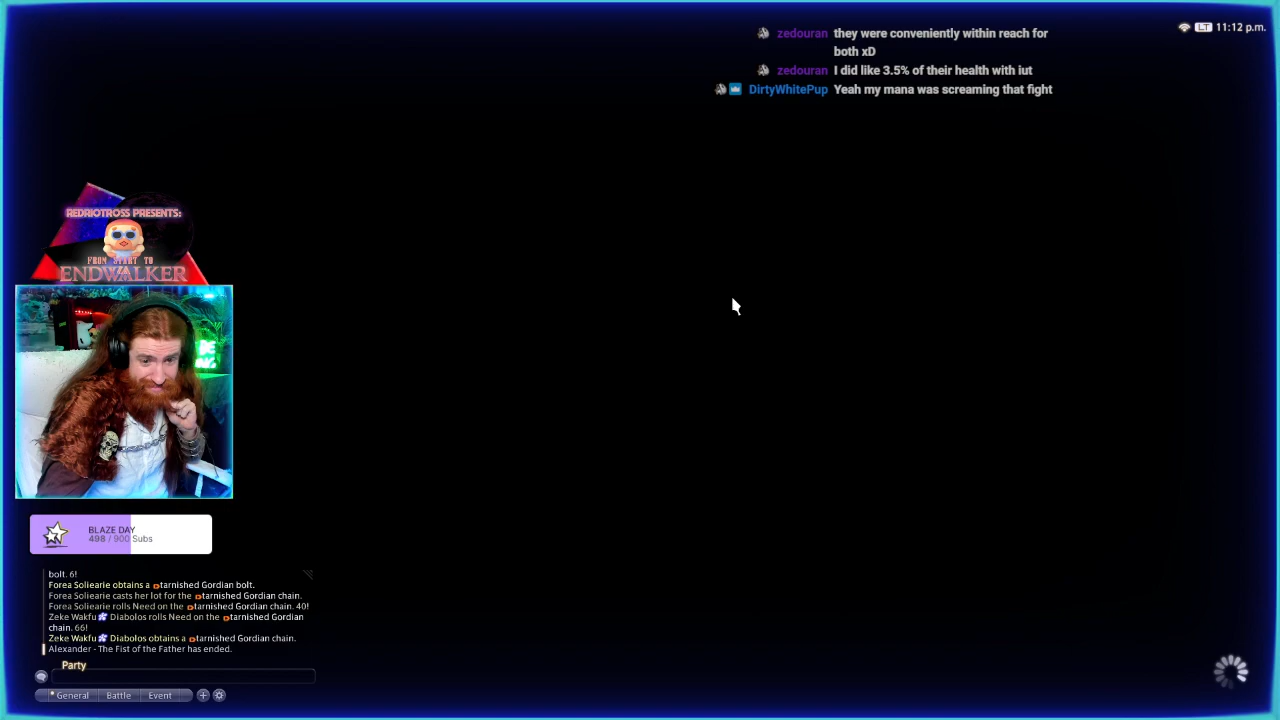 zedouran they were conveniently within reach for
both xD
zedouran I did like 3.5% of their health with iut
DirtyWhitePup Yeah my mana was screaming that fight
LT 11:12 p.m.
REDRIOTROSS PRESENTS:
FROM START TO
ENDWALKER
BLAZE DAY
498 / 900 Subs
bolt. 6!
Forea Soliearie obtains a tarnished Gordian bolt.
Forea Soliearie casts her lot for the tarnished Gordian chain.
Forea Soliearie rolls Need on the tarnished Gordian chain. 40!
Zeke Wakfu Diabolos rolls Need on the tarnished Gordian
chain. 66!
Zeke Wakfu Diabolos obtains a tarnished Gordian chain.
Alexander - The Fist of the Father has ended.
Party
General Battle Event